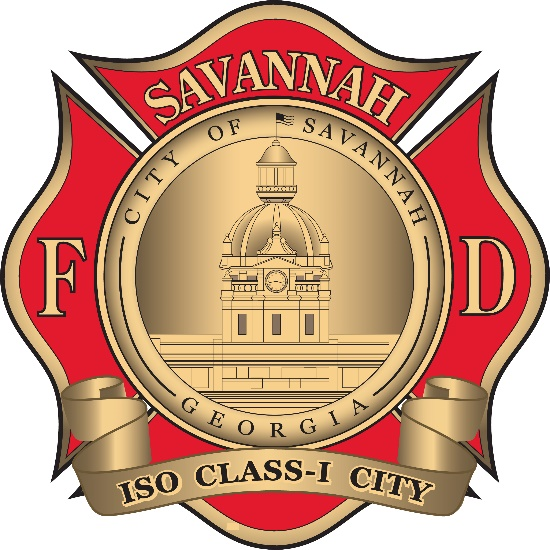 SAVANNAH
CITY OF SAVANNAH
F D
GEORGIA
ISO CLASS-I CITY